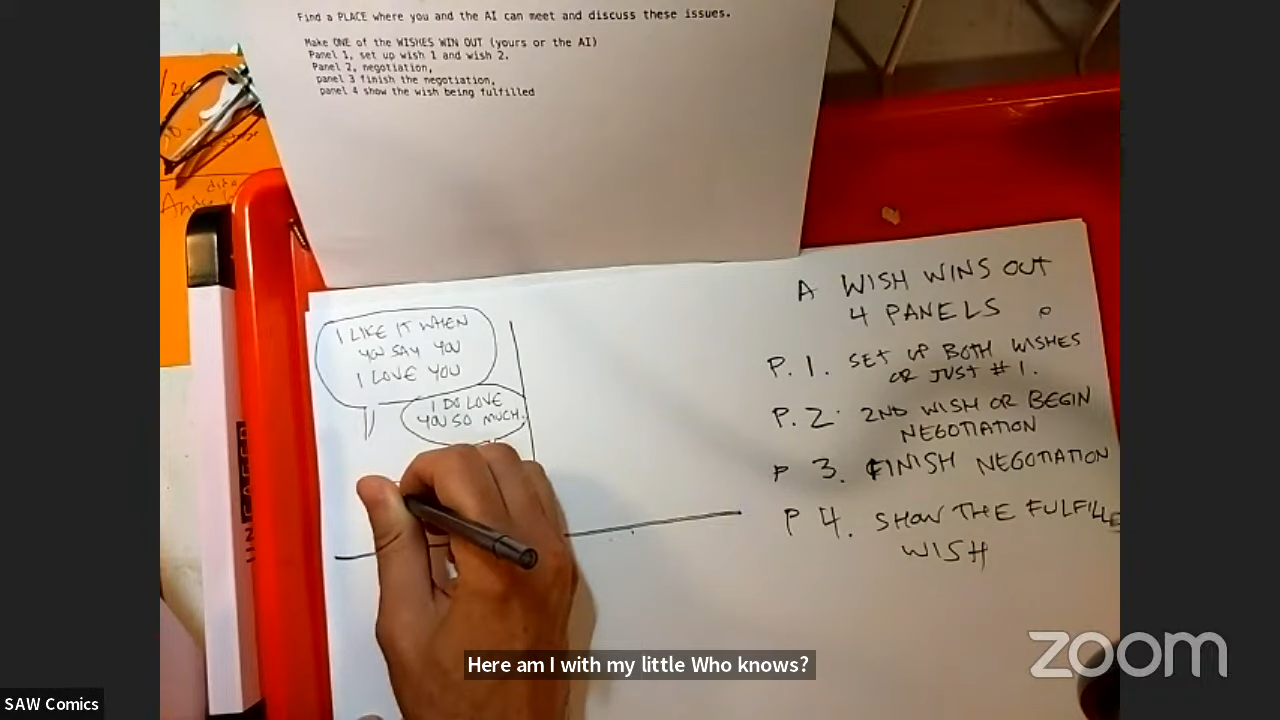 Find a PLACE where you and the AI can meet and discuss these issues.
Make ONE of the WISHES WIN OUT (yours or the AI)
Panel 1, set up wish 1 and wish 2.
Panel 2, negotiation,
panel 3 finish the negotiation,
panel 4 show the wish being fulfilled
I LIKE IT WHEN
YOU SAY YOU
I LOVE YOU
I DO LOVE
YOU SO MUCH.
A WISH WINS OUT
4 PANELS
P. 1. SET UP BOTH WISHES
OR JUST #1.
P. 2. 2ND WISH OR BEGIN
NEGOTIATION
P 3. FINISH NEGOTIATION
P 4. SHOW THE FULFILLE
WISH
zoom
Here am I with my little Who knows?
SAW Comics